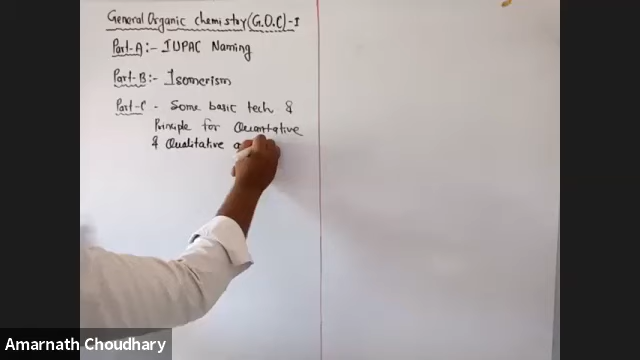 General Organic chemistry (G.O.C)-I
Part-A:- IUPAC Naming
Part-B:- Isomerism
Part-C - Some basic tech &
Principle for Quantative
& Qualitative a
Amarnath Choudhary